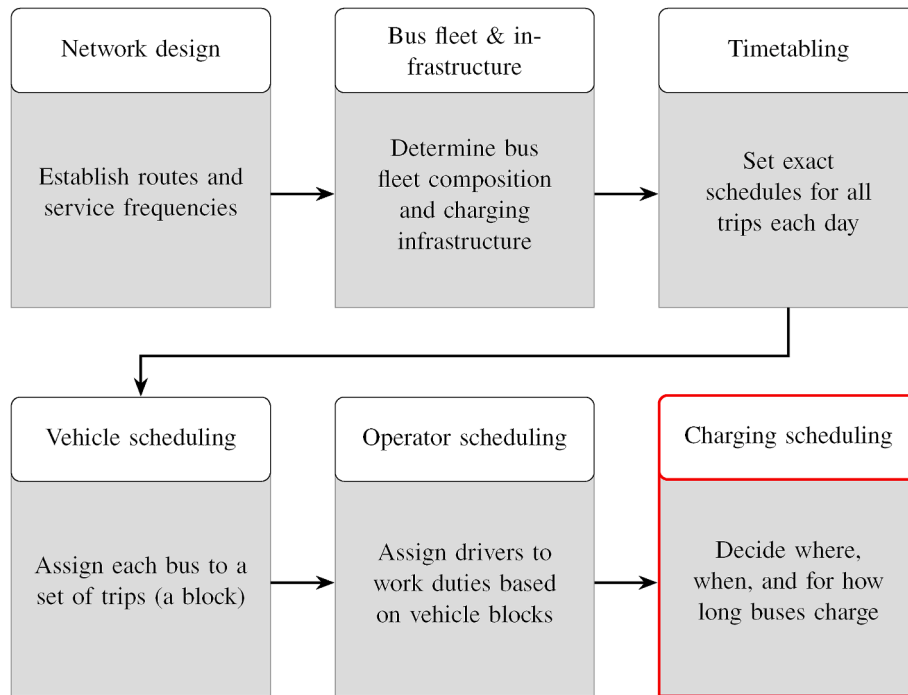 Network design
Establish routes and
service frequencies
Bus fleet & in-
frastructure
Determine bus
fleet composition
and charging
infrastructure
Timetabling
Set exact
schedules for all
trips each day
Vehicle scheduling
Assign each bus to a
set of trips (a block)
Operator scheduling
Assign drivers to
work duties based
on vehicle blocks
Charging scheduling
Decide where,
when, and for how
long buses charge